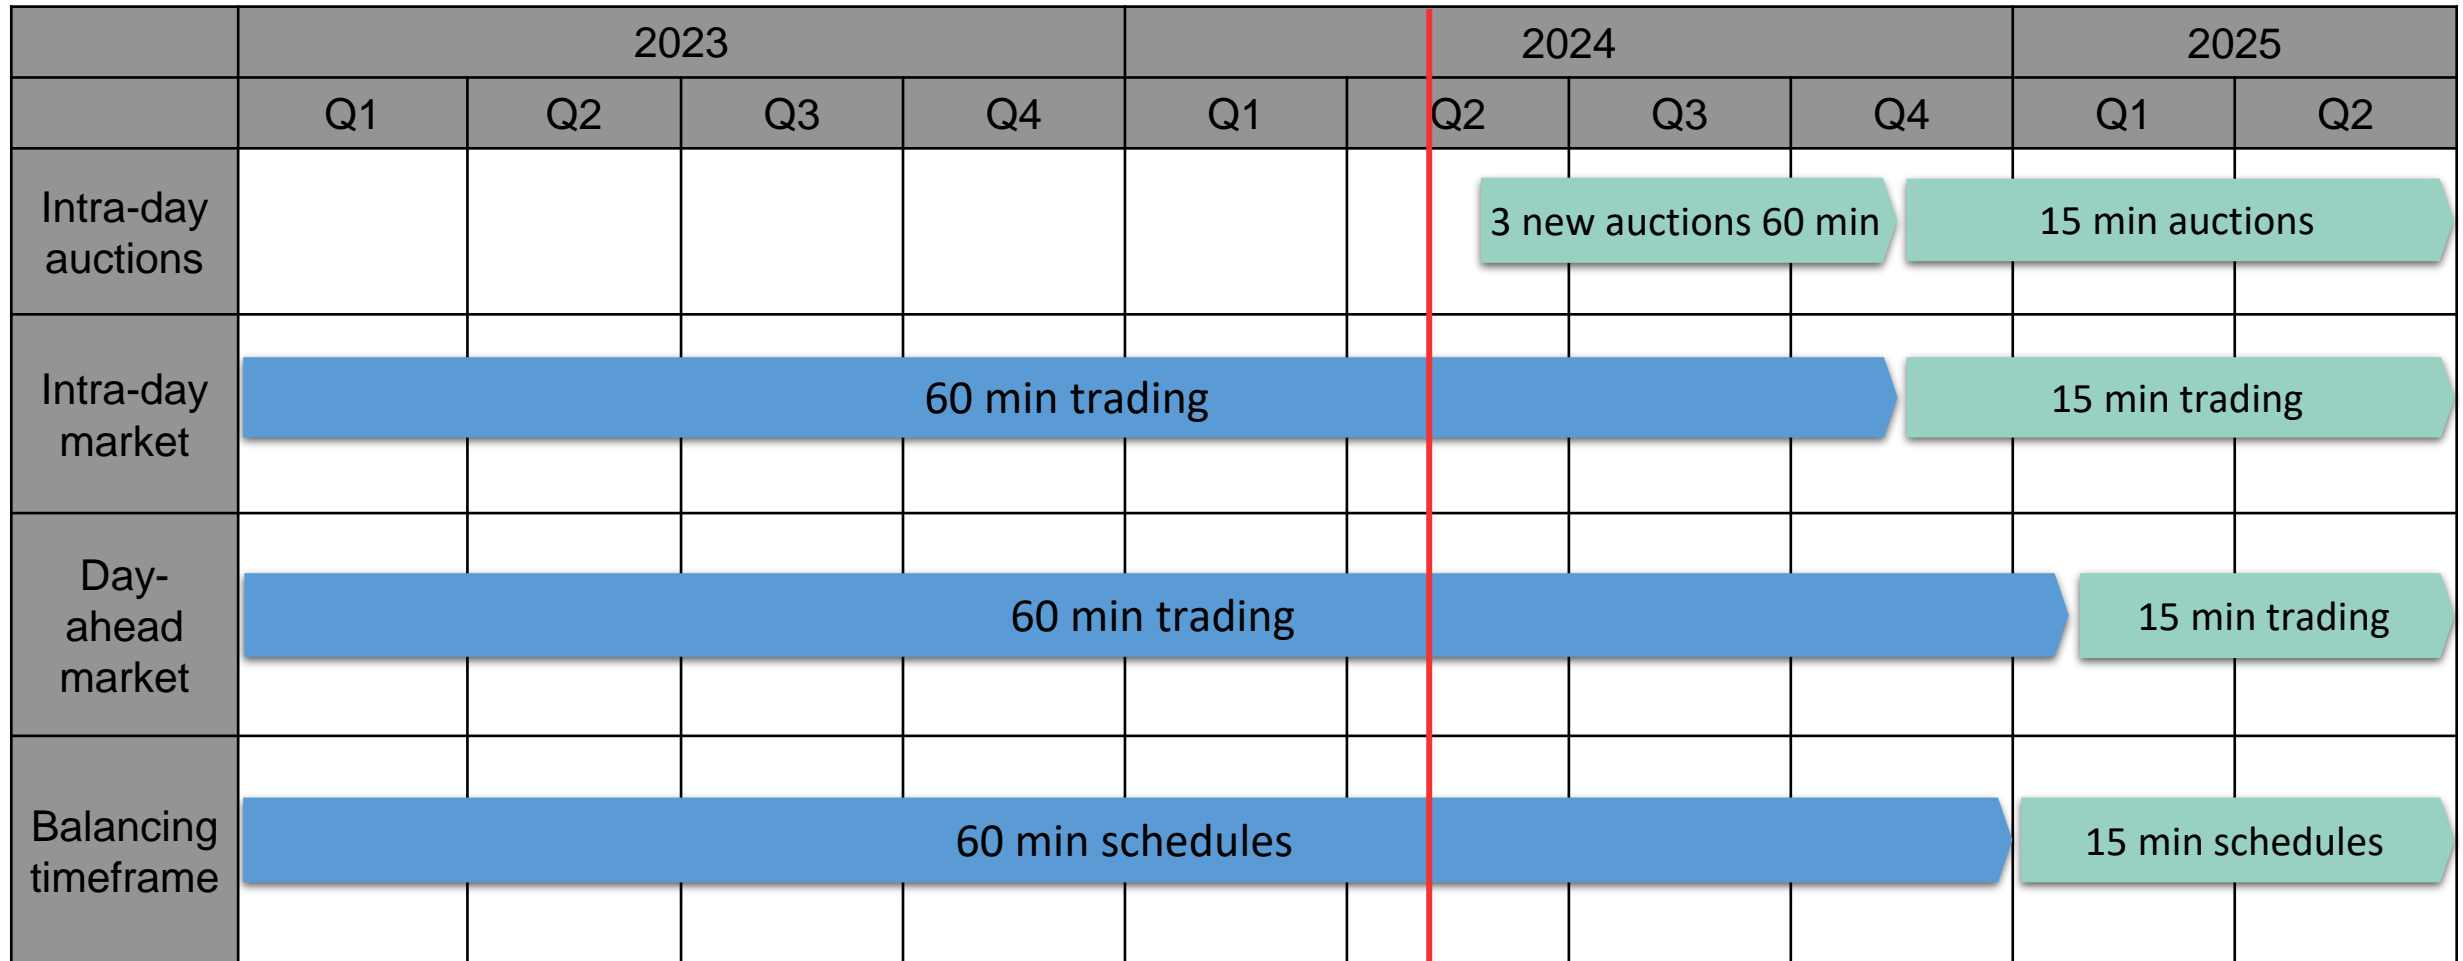 2023 2024 2025
Q1 Q2 Q3 Q4 Q1 Q2 Q3 Q4 Q1 Q2
Intra-day
auctions
3 new auctions 60 min
15 min auctions
Intra-day
market
60 min trading
15 min trading
Day-
ahead
market
60 min trading
15 min trading
Balancing
timeframe
60 min schedules
15 min schedules